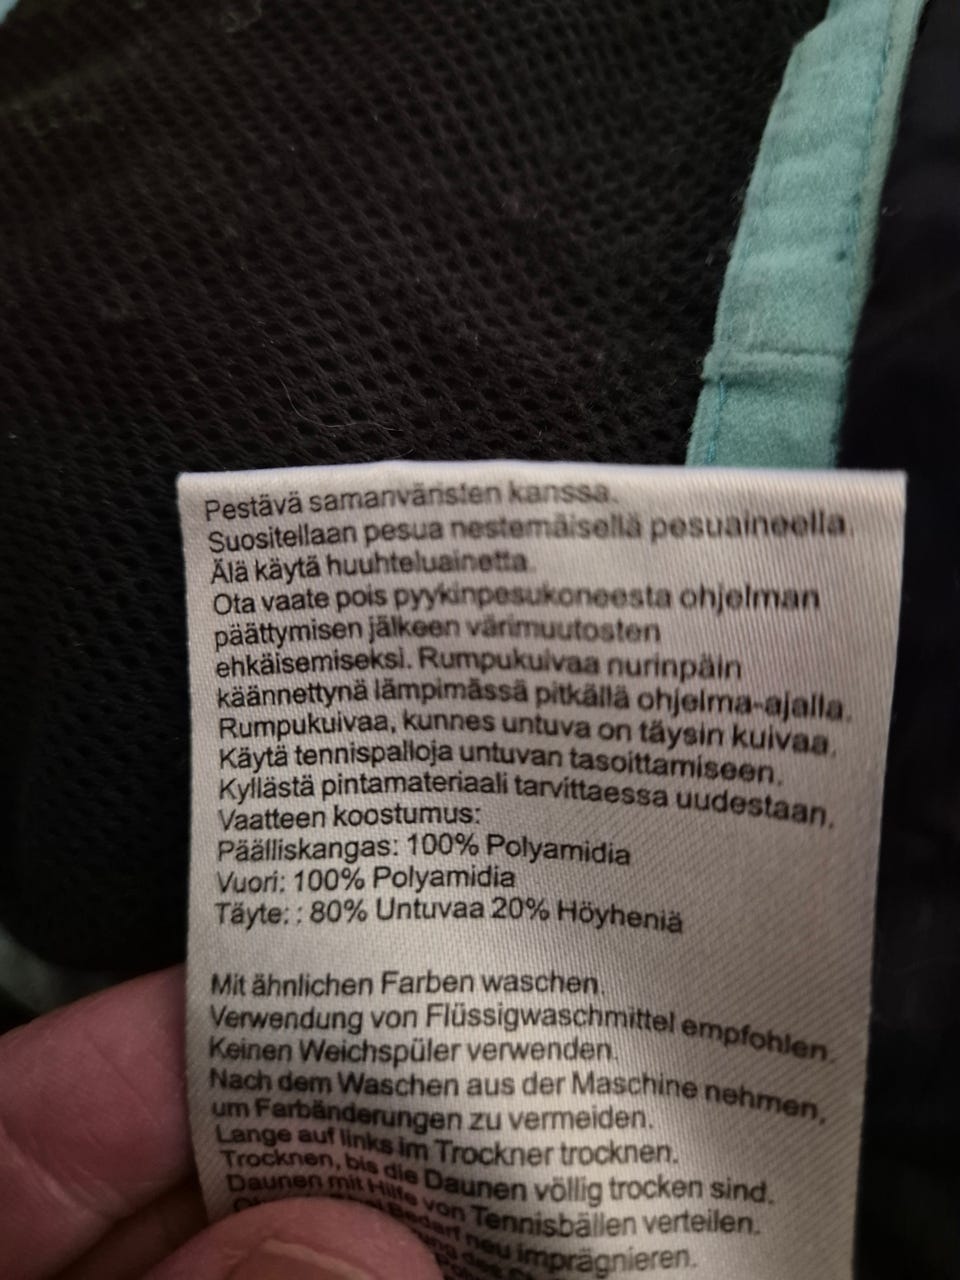 Pestävä samanväristen kanssa.
Suositellaan pesua nestemäisellä pesuaineella.
Älä käytä huuhteluainetta.
Ota vaate pois pyykinpesukoneesta ohjelman
päättymisen jälkeen värimuutosten
ehkäisemiseksi. Rumpukuivaa nurinpäin
käännettynä lämpimässä pitkällä ohjelma-ajalla.
Rumpukuivaa, kunnes untuva on täysin kuivaa.
Käytä tennispalloja untuvan tasoittamiseen.
Kyllästä pintamateriaali tarvittaessa uudestaan.
Vaatteen koostumus:
Päälliskangas: 100% Polyamidia
Vuori: 100% Polyamidia
Täyte: : 80% Untuvaa 20% Höyheniä
Mit ähnlichen Farben waschen.
Verwendung von Flüssigwaschmittel empfohlen.
Keinen Weichspüler verwenden.
Nach dem Waschen aus der Maschine nehmen,
um Farbänderungen zu vermeiden.
Lange auf links im Trockner trocknen.
Trocknen, bis die Daunen völlig trocken sind.
Daunen mit Hilfe von Tennisbällen verteilen.
Bedarf neu imprägnieren.